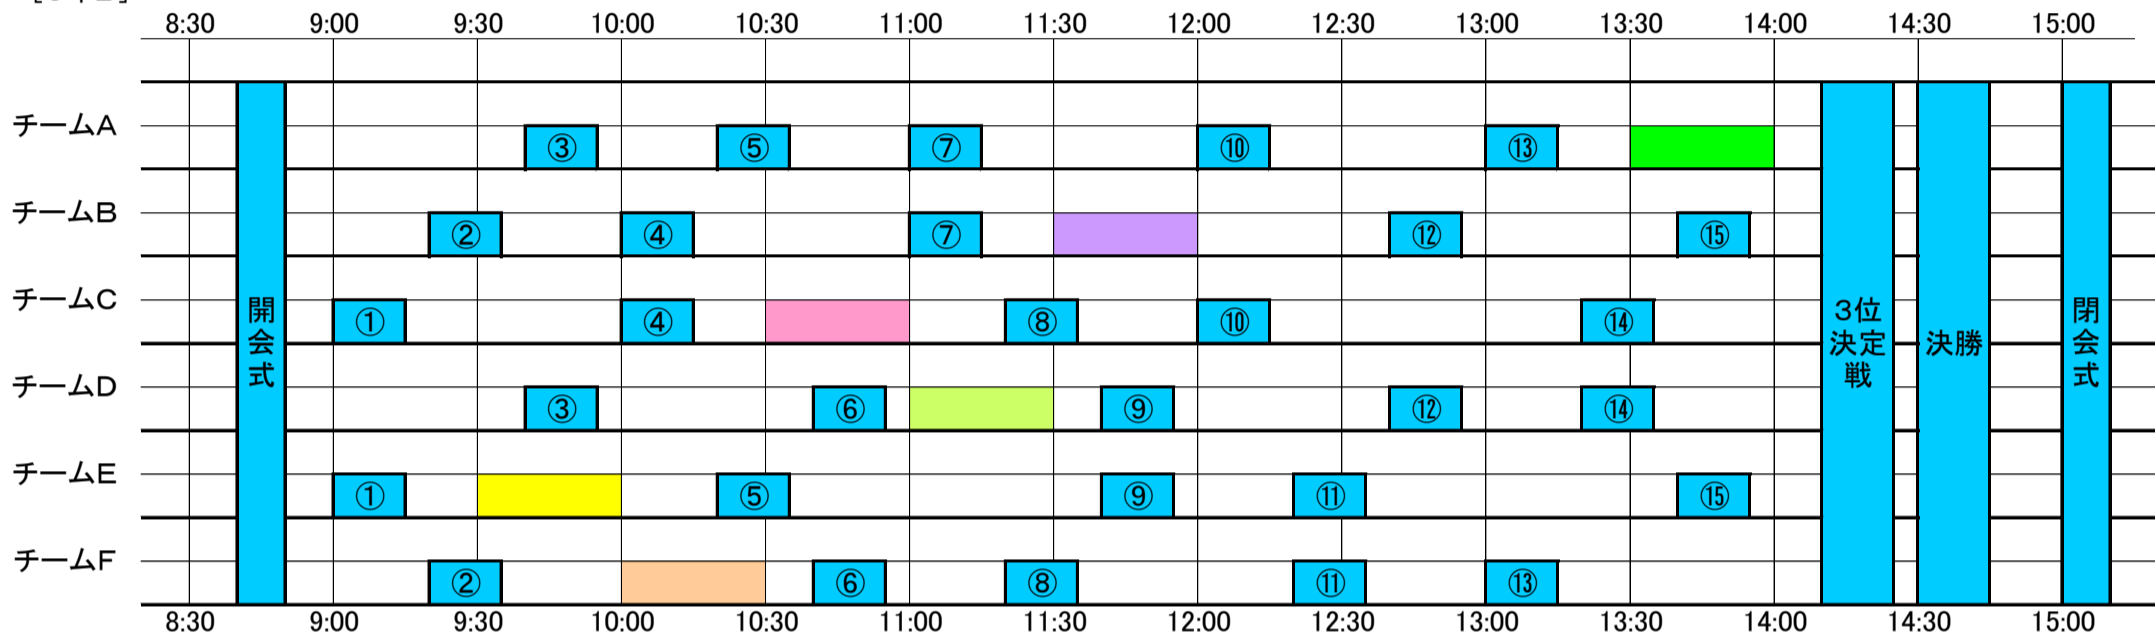 8:30 9:00 9:30 10:00 10:30 11:00 11:30 12:00 12:30 13:00 13:30 14:00 14:30 15:00
チームA ③ ⑤ ⑦ ⑩ ⑬
チームB ② ④ ⑦ ⑫ ⑮
チームC ① ④ ⑧ ⑩ ⑭
チームD ③ ⑥ ⑨ ⑫ ⑭
チームE ① ⑤ ⑨ ⑪ ⑮
チームF ② ⑥ ⑧ ⑪ ⑬
開会式
3位
決定
戦
決勝
閉会式
8:30 9:00 9:30 10:00 10:30 11:00 11:30 12:00 12:30 13:00 13:30 14:00 14:30 15:00